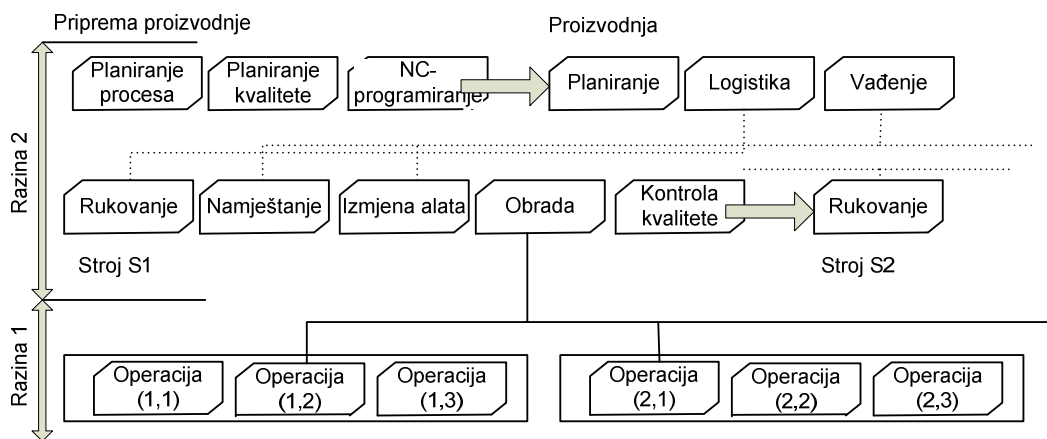 Priprema proizvodnje
Proizvodnja
Planiranje
procesa
Planiranje
kvalitete
NC-
programiranje
Planiranje
Logistika
Vađenje
Razina 2
Rukovanje
Namještanje
Izmjena alata
Obrada
Kontrola
kvalitete
Rukovanje
Stroj S1
Stroj S2
Razina 1
Operacija
(1,1)
Operacija
(1,2)
Operacija
(1,3)
Operacija
(2,1)
Operacija
(2,2)
Operacija
(2,3)